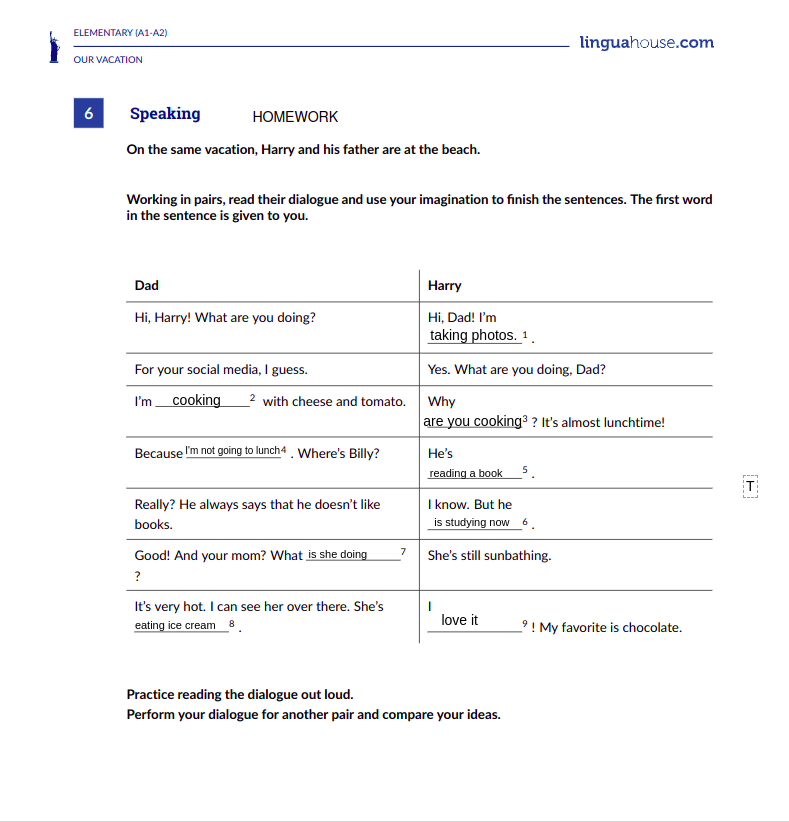 ELEMENTARY (A1-A2)
linguahouse.com
OUR VACATION
6 Speaking HOMEWORK
On the same vacation, Harry and his father are at the beach.
Working in pairs, read their dialogue and use your imagination to finish the sentences. The first word
in the sentence is given to you.
Dad Harry
Hi, Harry! What are you doing? Hi, Dad! I'm
taking photos. 1 .
For your social media, I guess. Yes. What are you doing, Dad?
I'm cooking 2 with cheese and tomato. Why
are you cooking 3 ? It's almost lunchtime!
Because I'm not going to lunch 4 . Where's Billy? He's
reading a book 5 .
Really? He always says that he doesn't like I know. But he
books. is studying now 6 .
Good! And your mom? What is she doing 7 She's still sunbathing.
?
It's very hot. I can see her over there. She's I
eating ice cream 8 . love it 9 ! My favorite is chocolate.
T
Practice reading the dialogue out loud.
Perform your dialogue for another pair and compare your ideas.